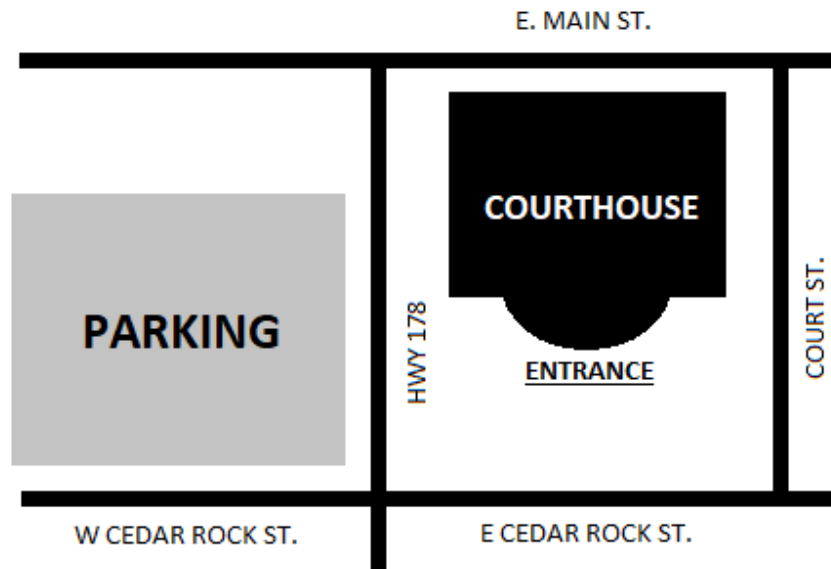 E. MAIN ST.
COURTHOUSE
PARKING
HWY 178
COURT ST.
ENTRANCE
W CEDAR ROCK ST.
E CEDAR ROCK ST.